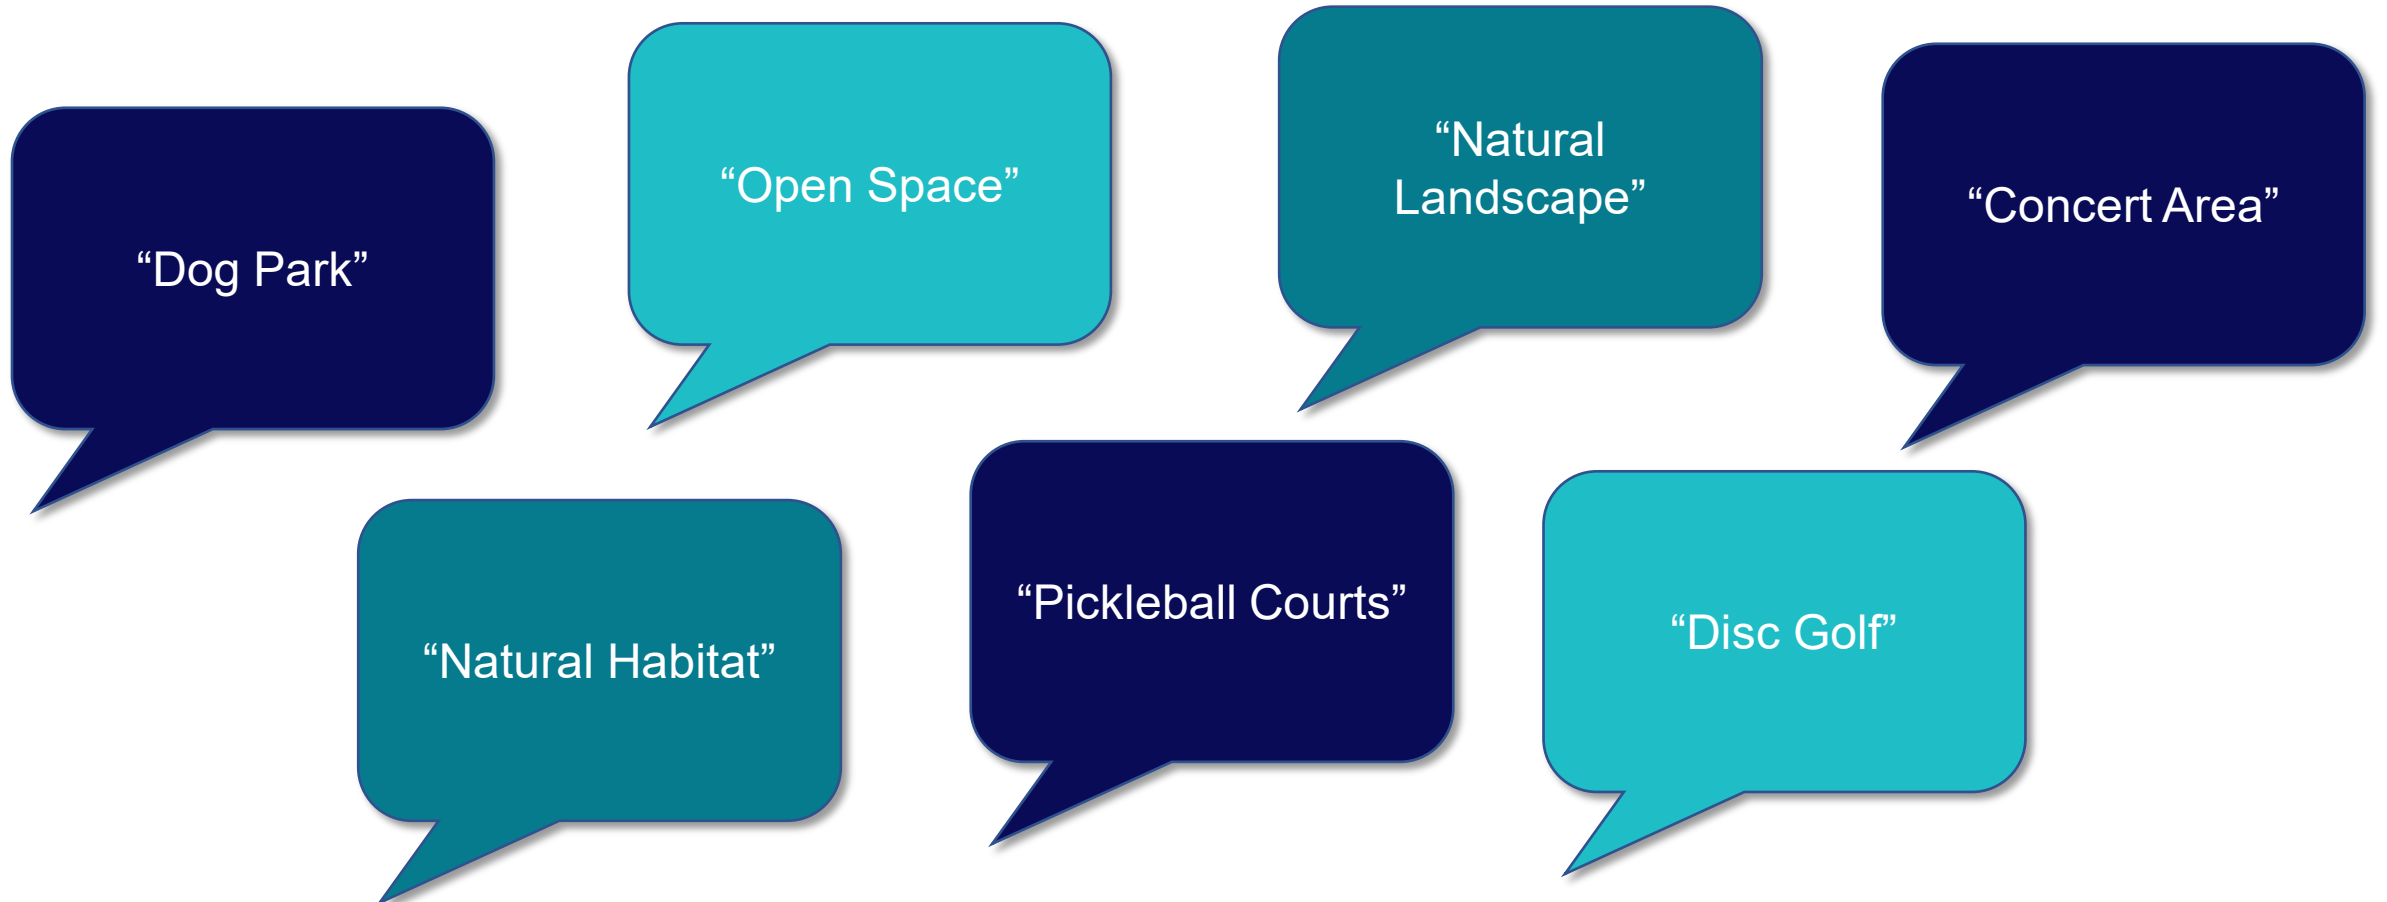 “Dog Park”
“Open Space”
“Natural
Landscape”
“Concert Area”
“Natural Habitat”
“Pickleball Courts”
“Disc Golf”